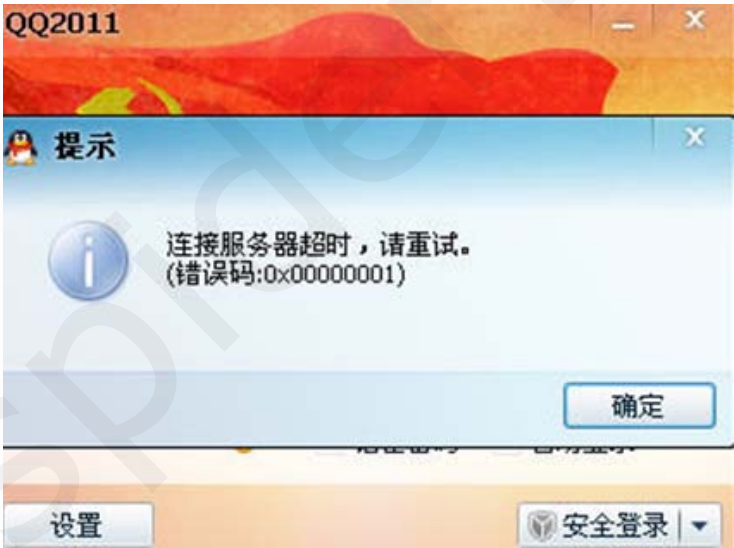 QQ2011
提示
连接服务器超时，请重试。
(错误码:0x00000001)
确定
设置
安全登录